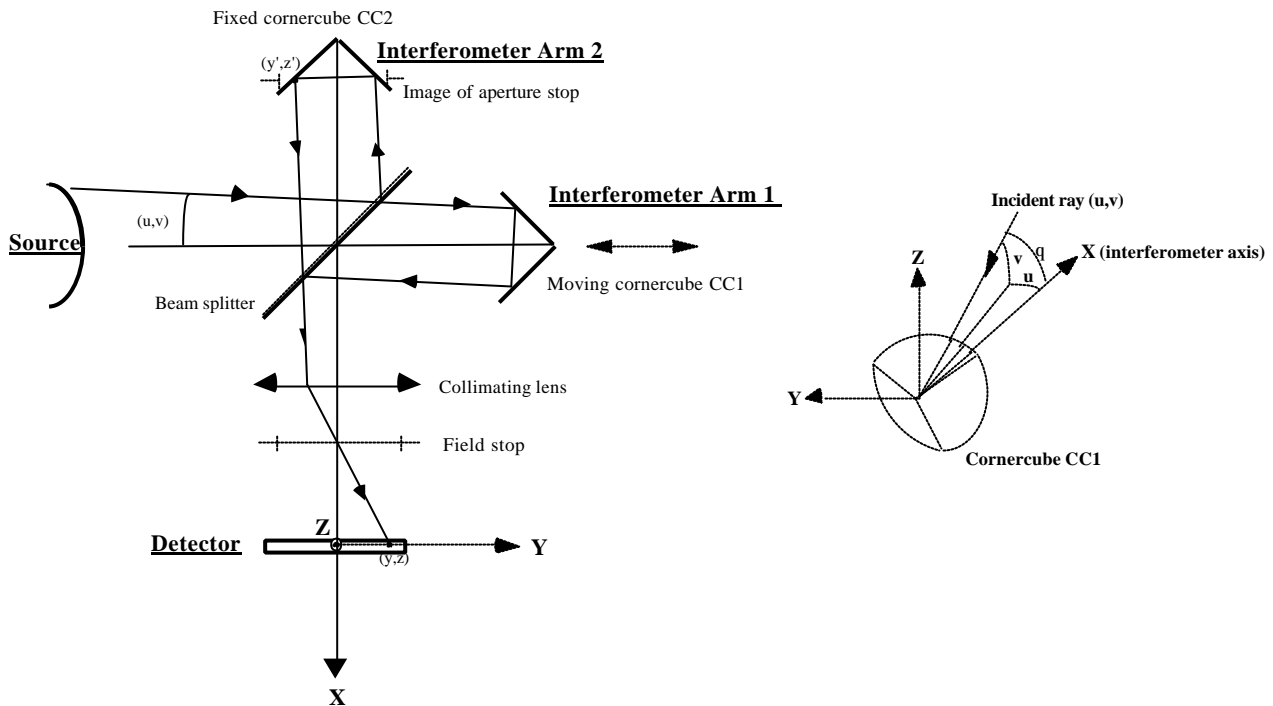 Fixed cornercube CC2
Interferometer Arm 2
(y',z')
Image of aperture stop
Interferometer Arm 1
(u,v)
Source
Moving cornercube CC1
Beam splitter
Collimating lens
Field stop
Z
Detector
Y
(y,z)
X
Incident ray (u,v)
Z
v
q
X (interferometer axis)
u
Y
Cornercube CC1